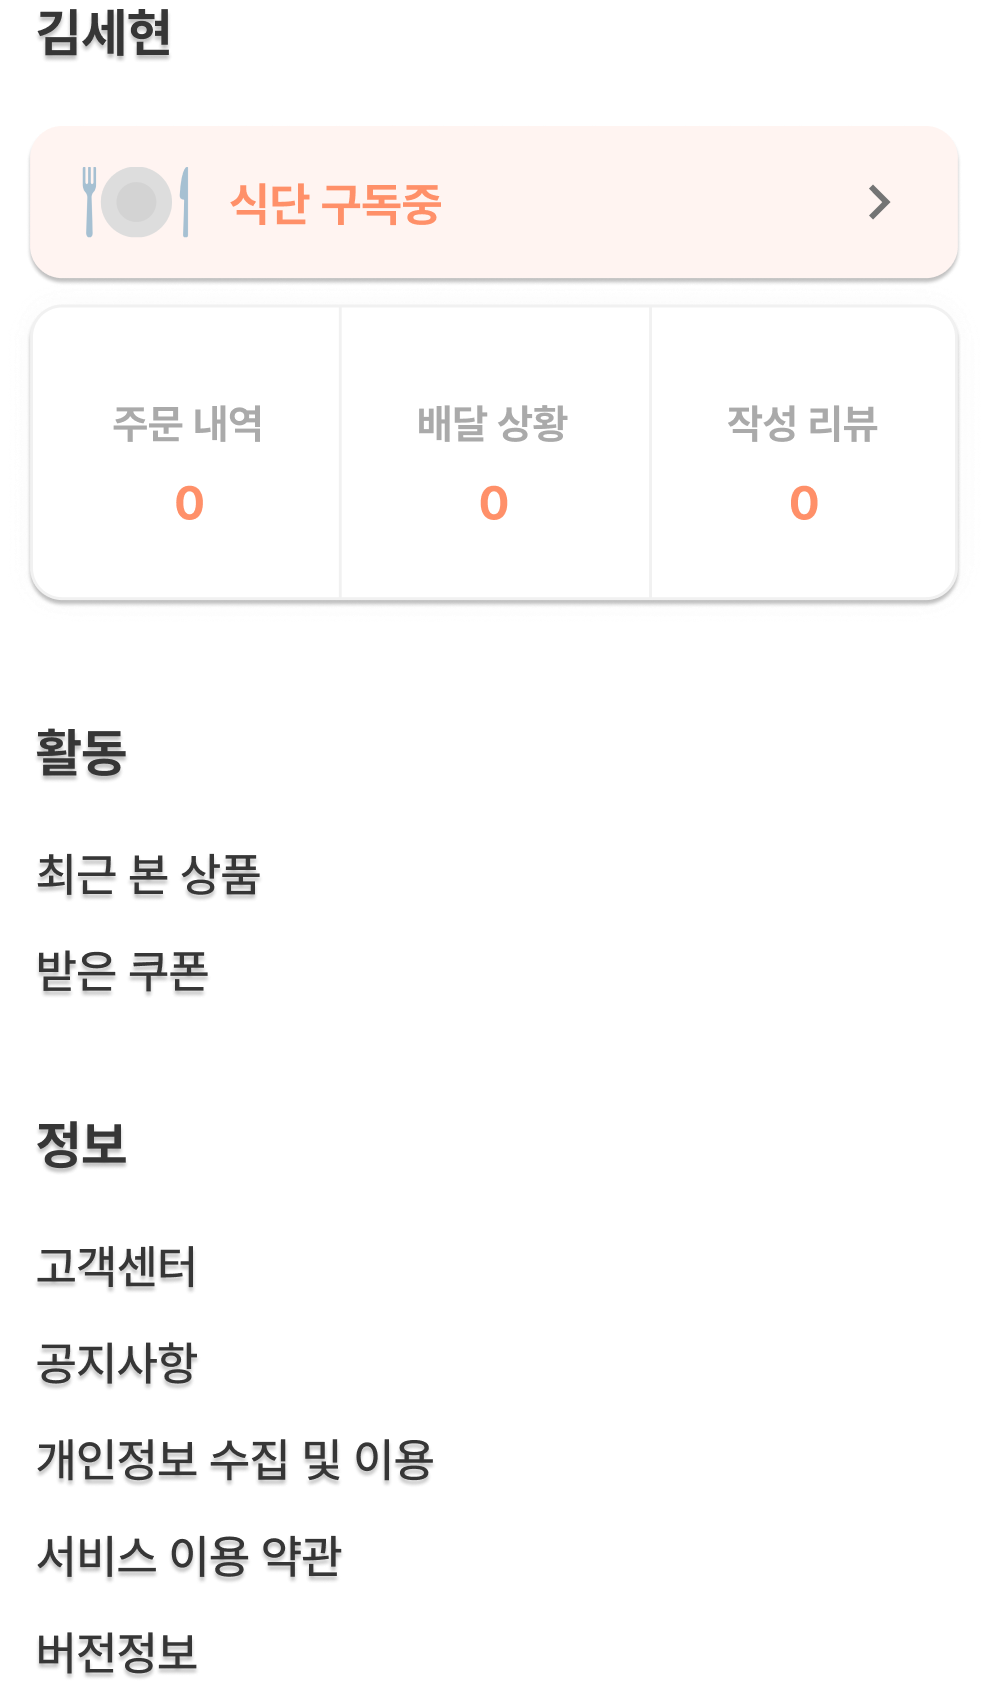 김세현
식단 구독중
주문 내역 배달 상황 작성 리뷰
0 0 0
활동
최근 본 상품
받은 쿠폰
정보
고객센터
공지사항
개인정보 수집 및 이용
서비스 이용 약관
버전정보